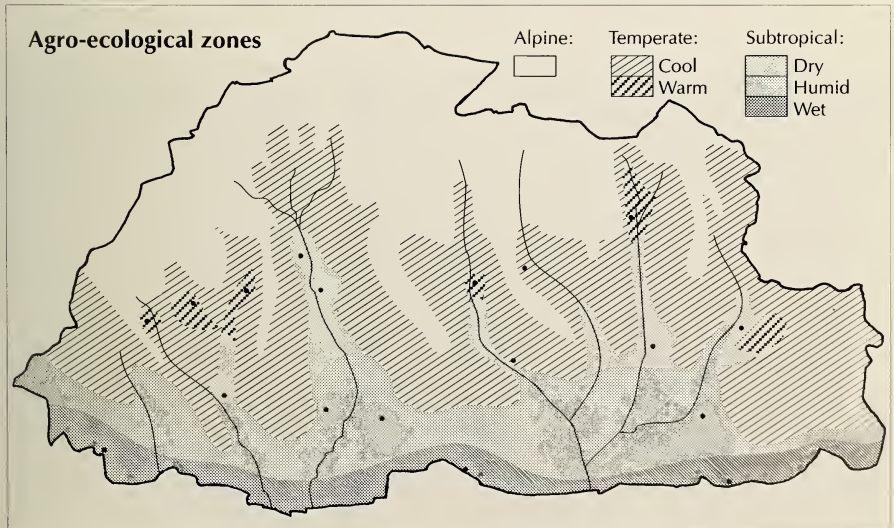 Agro-ecological zones
Alpine:
Temperate:
Cool
Warm
Subtropical:
Dry
Humid
Wet